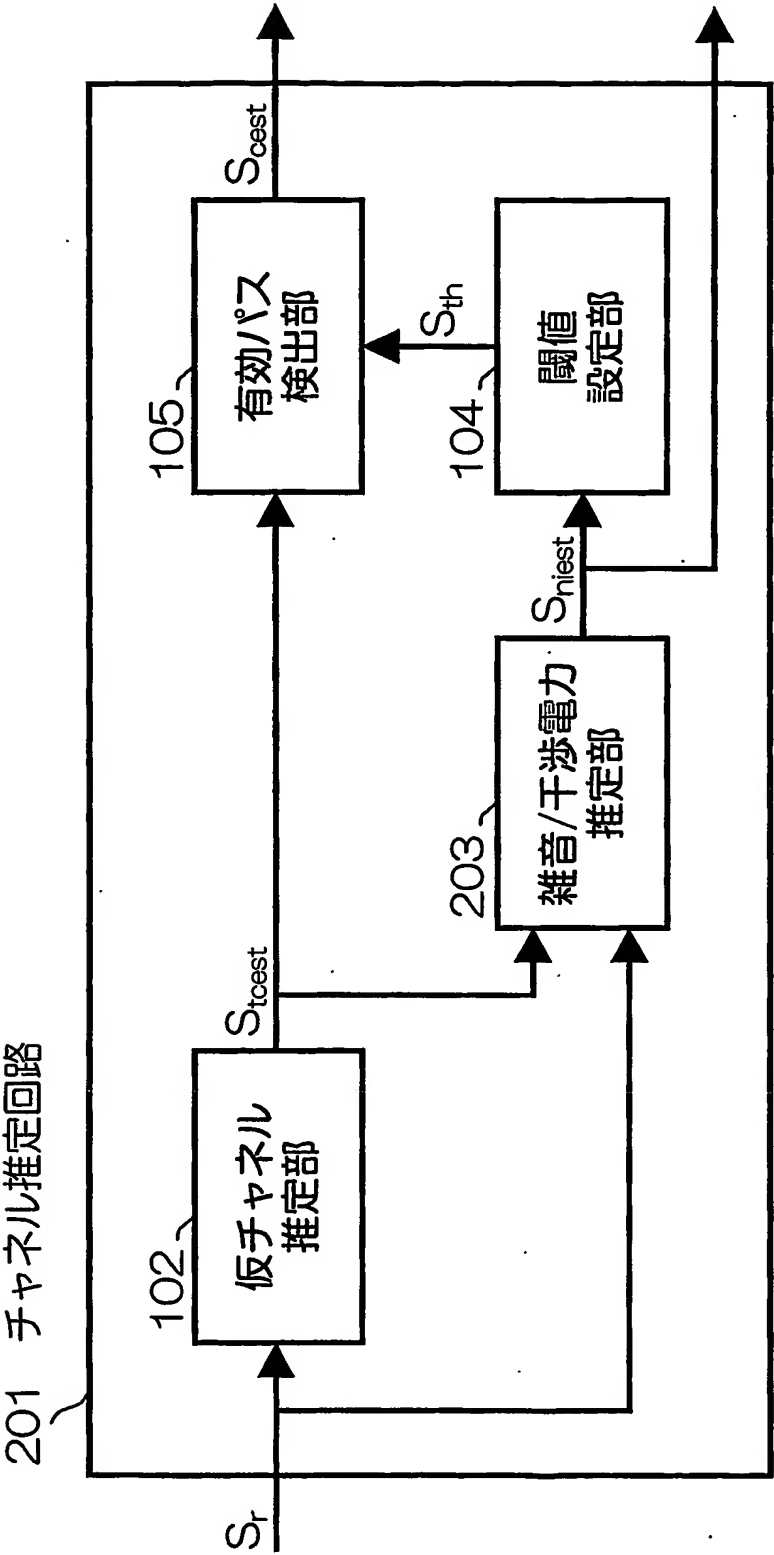 201 チャネル推定回路
S_r
102
仮チャネル
推定部
S_tcest
203
雑音/干渉電力
推定部
S_niest
105
有効パス
検出部
S_cest
S_th
104
閾値
設定部